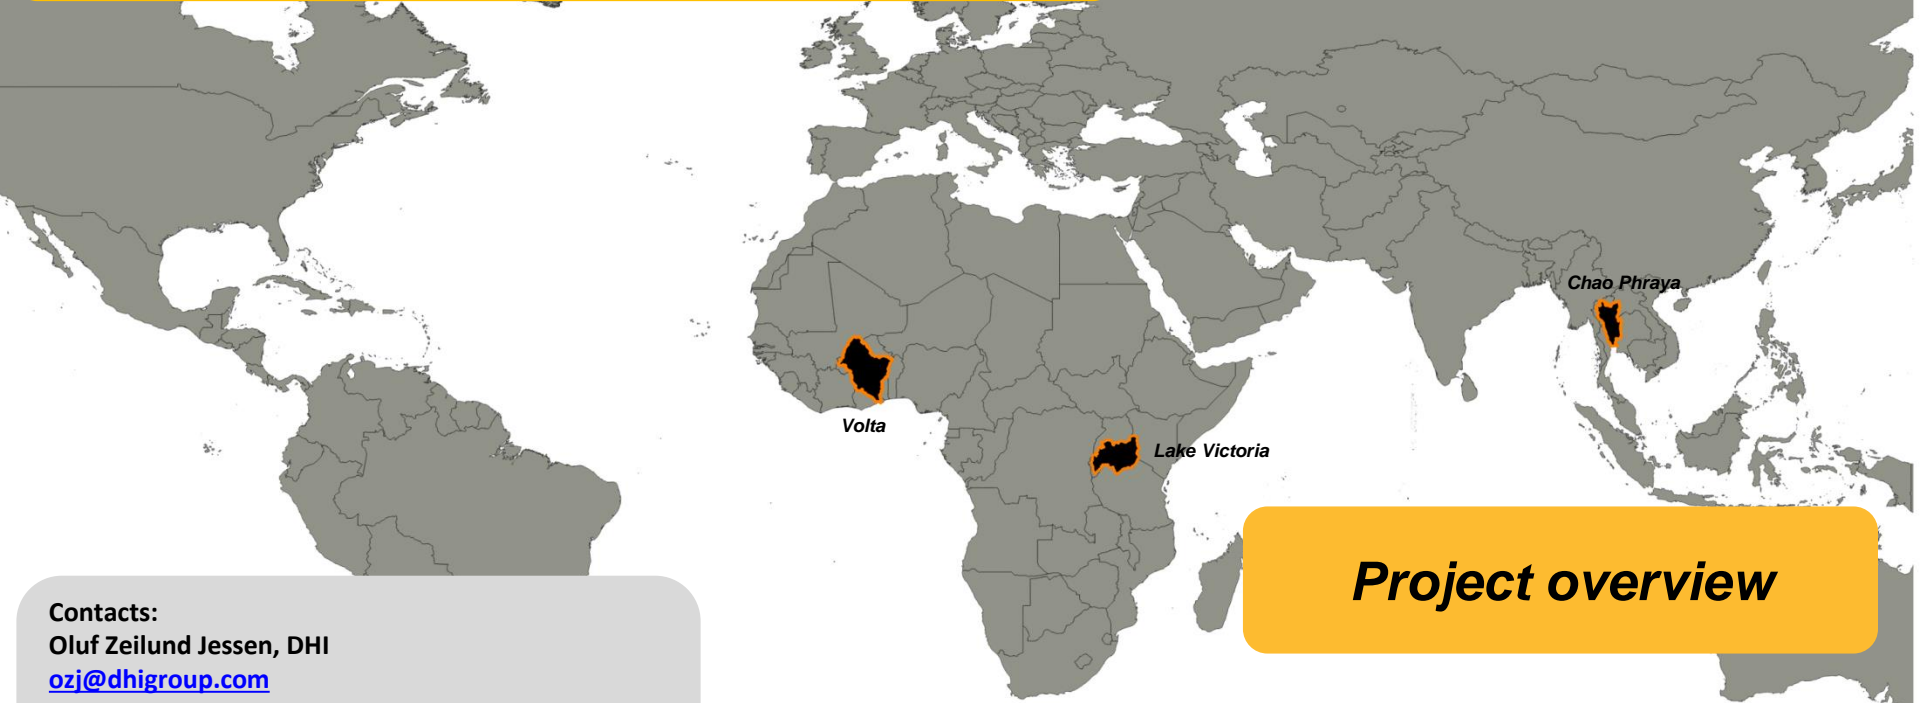 Chao Phraya
Volta
Lake Victoria
Project overview
Contacts:
Oluf Zeilund Jessen, DHI
ozj@dhigroup.com